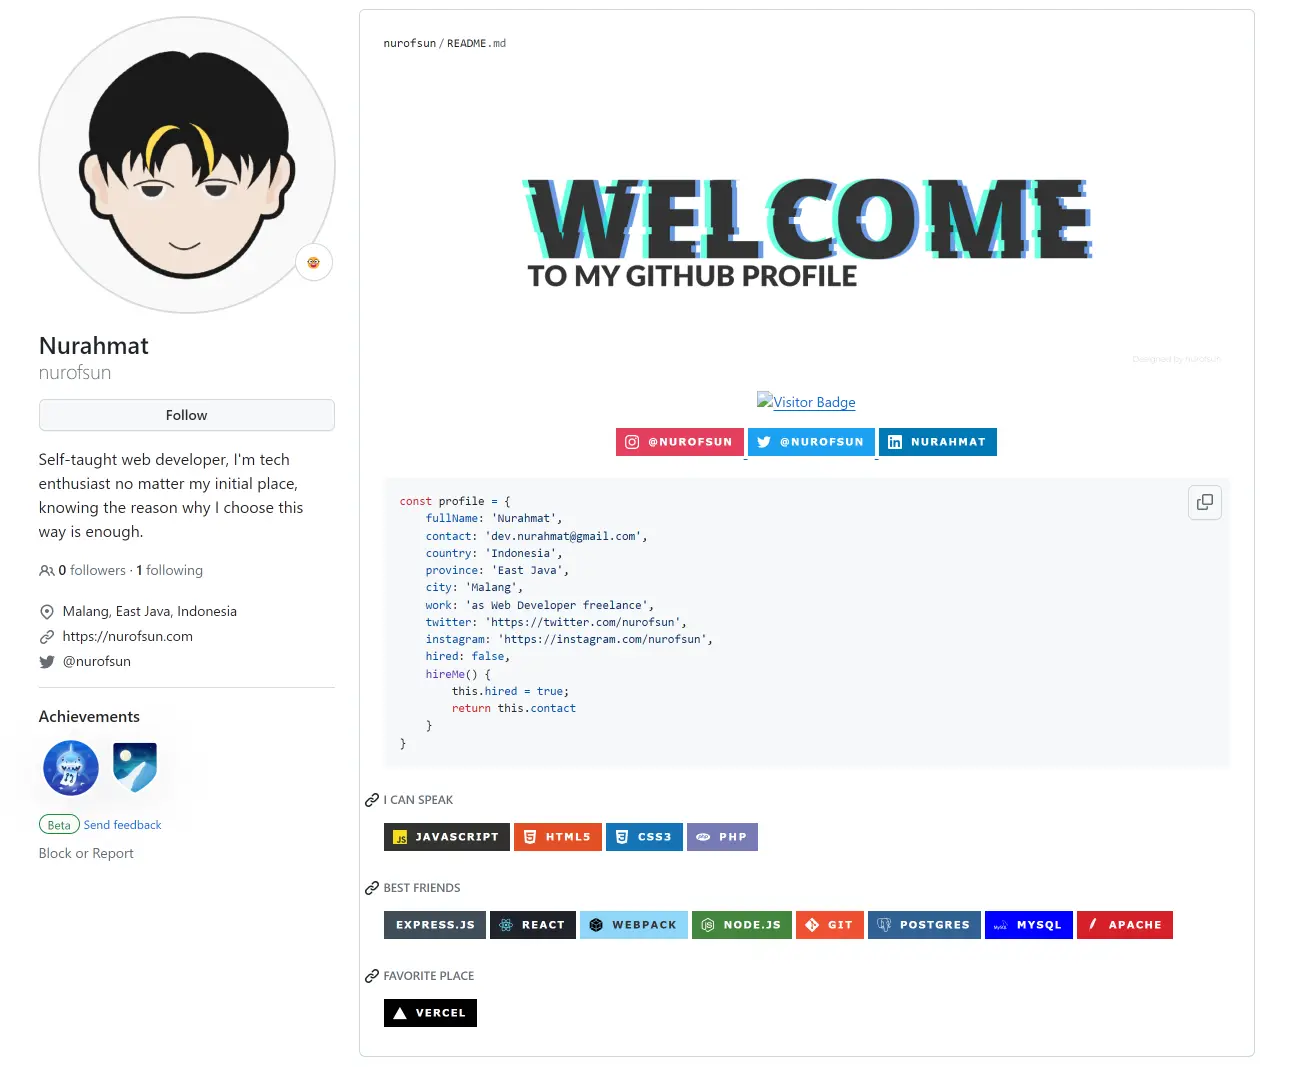 Nurahmat
nurofsun
Follow
Self-taught web developer, I'm tech
enthusiast no matter my initial place,
knowing the reason why I choose this
way is enough.
0 followers · 1 following
Malang, East Java, Indonesia
https://nurofsun.com
@nurofsun
Achievements
Beta Send feedback
Block or Report
nurofsun / README.md
WELCOME
TO MY GITHUB PROFILE
Designed by nurofsun
Visitor Badge
@NUROFSUN @NUROFSUN NURAHMAT
const profile = {
    fullName: 'Nurahmat',
    contact: 'dev.nurahmat@gmail.com',
    country: 'Indonesia',
    province: 'East Java',
    city: 'Malang',
    work: 'as Web Developer freelance',
    twitter: 'https://twitter.com/nurofsun',
    instagram: 'https://instagram.com/nurofsun',
    hired: false,
    hireMe() {
        this.hired = true;
        return this.contact
    }
}
I CAN SPEAK
JS JAVASCRIPT HTML5 CSS3 php PHP
BEST FRIENDS
EXPRESS.JS REACT WEBPACK NODE.JS GIT POSTGRES MySQL MYSQL APACHE
FAVORITE PLACE
VERCEL